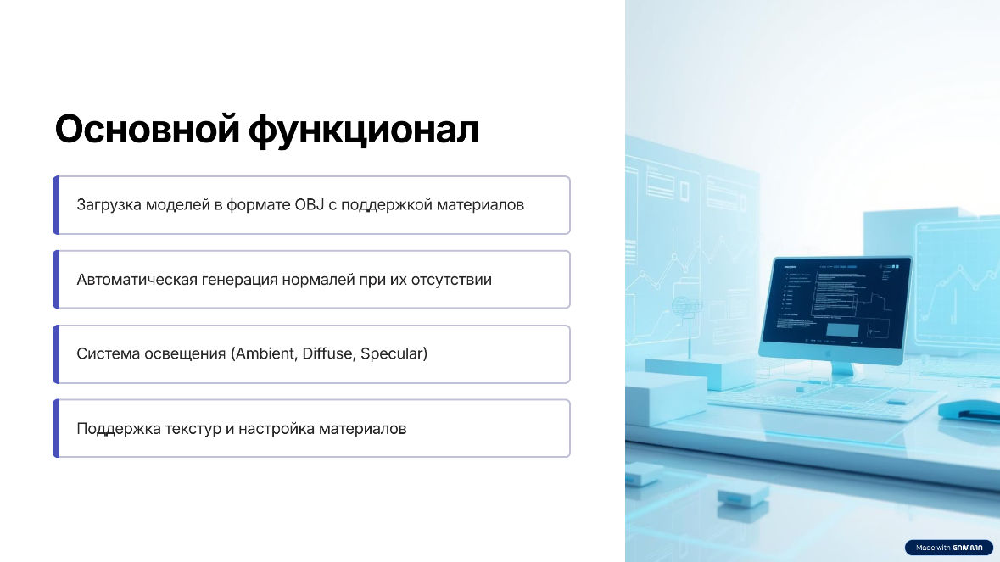 Основной функционал
Загрузка моделей в формате OBJ с поддержкой материалов
Автоматическая генерация нормалей при их отсутствии
Система освещения (Ambient, Diffuse, Specular)
Поддержка текстур и настройка материалов
Made with GAMMA